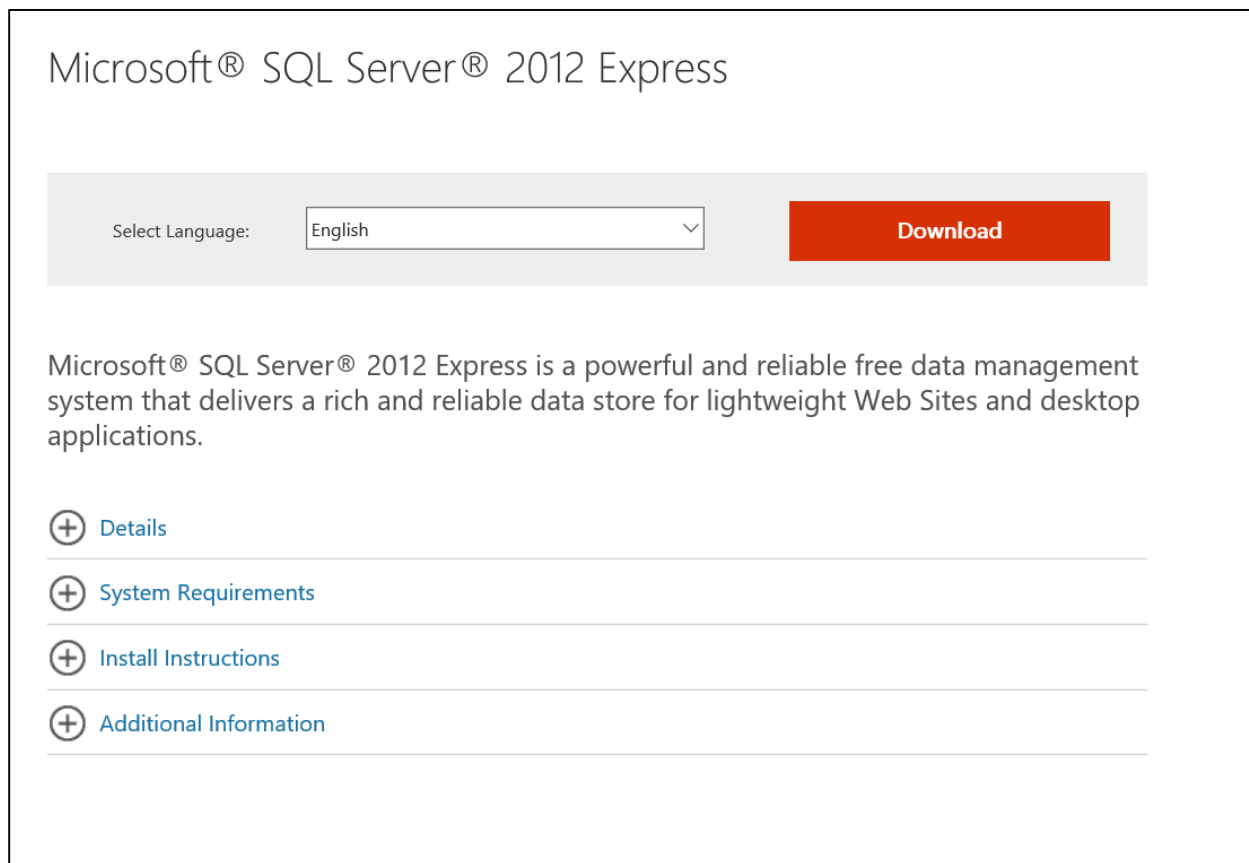 Microsoft® SQL Server® 2012 Express
Select Language:
English
Download
Microsoft® SQL Server® 2012 Express is a powerful and reliable free data management
system that delivers a rich and reliable data store for lightweight Web Sites and desktop
applications.
Details
System Requirements
Install Instructions
Additional Information